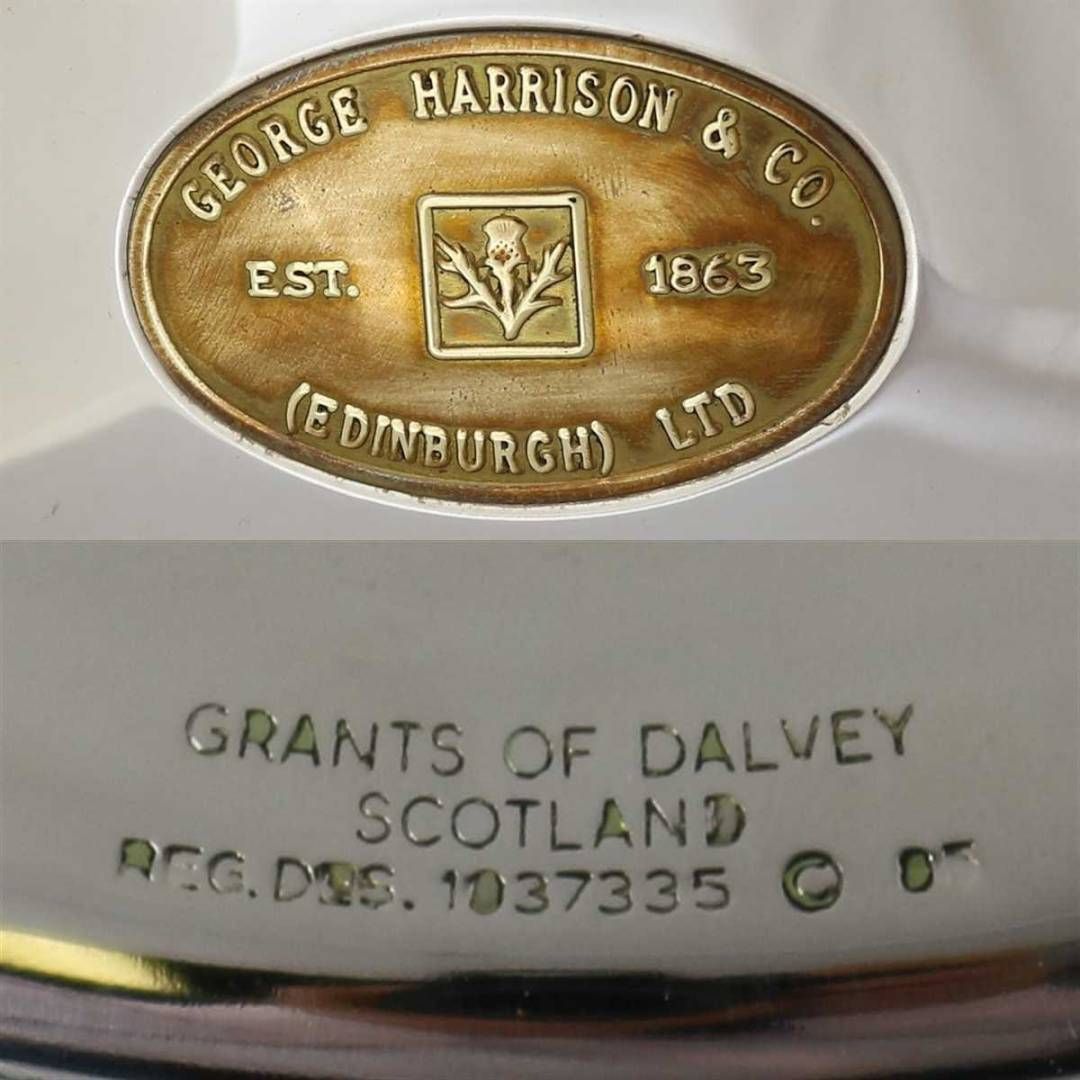 GEORGE HARRISON & CO.
EST. 1863
(EDINBURGH) LTD
GRANTS OF DALVEY
SCOTLAND
REG. DES. 1037335 ©